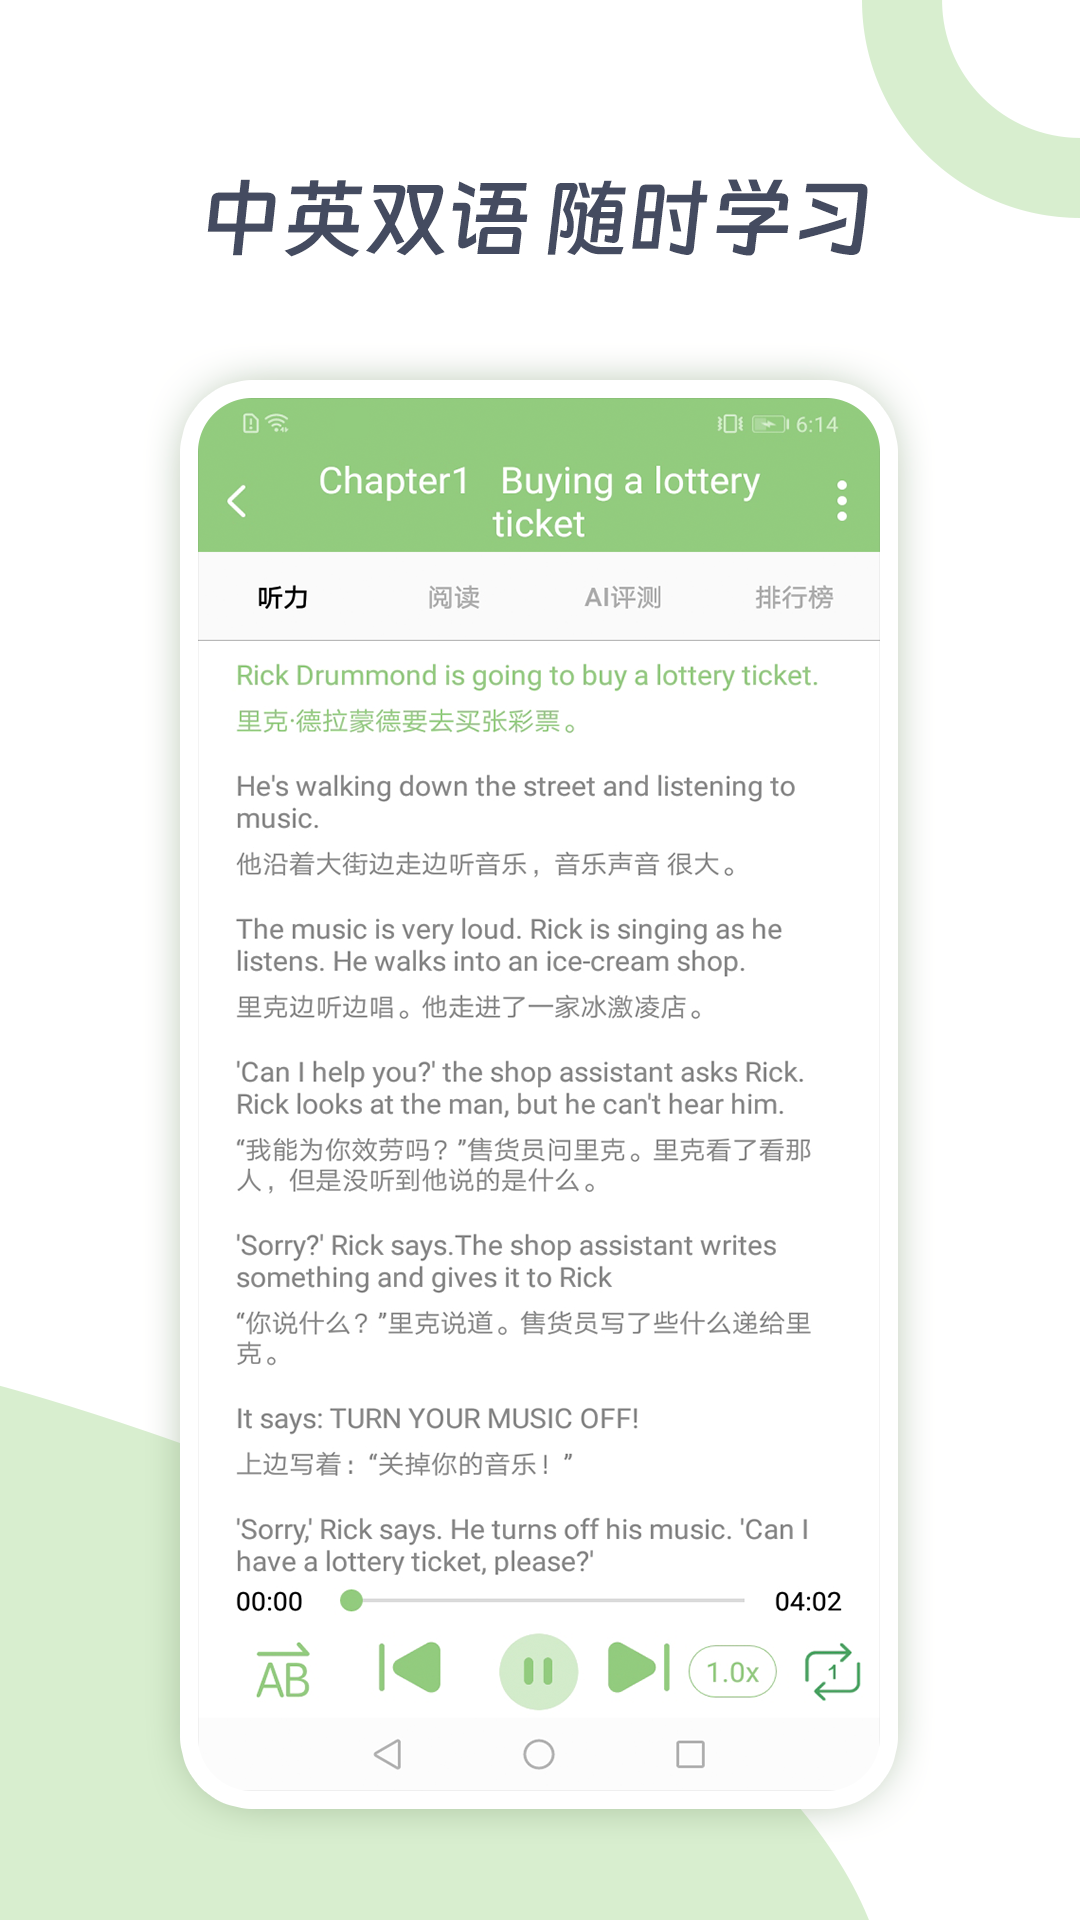 中英双语 随时学习
6:14
Chapter1 Buying a lottery
ticket
听力 阅读 AI评测 排行榜
Rick Drummond is going to buy a lottery ticket.
里克·德拉蒙德要去买张彩票。
He's walking down the street and listening to
music.
他沿着大街边走边听音乐，音乐声音 很大。
The music is very loud. Rick is singing as he
listens. He walks into an ice-cream shop.
里克边听边唱。他走进了一家冰激凌店。
'Can I help you?' the shop assistant asks Rick.
Rick looks at the man, but he can't hear him.
“我能为你效劳吗？”售货员问里克。里克看了看那
人，但是没听到他说的是什么。
'Sorry?' Rick says.The shop assistant writes
something and gives it to Rick
“你说什么？”里克说道。售货员写了些什么递给里
克。
It says: TURN YOUR MUSIC OFF!
上边写着：“关掉你的音乐！”
'Sorry,' Rick says. He turns off his music. 'Can I
have a lottery ticket, please?'
00:00 04:02
AB 1.0x 1